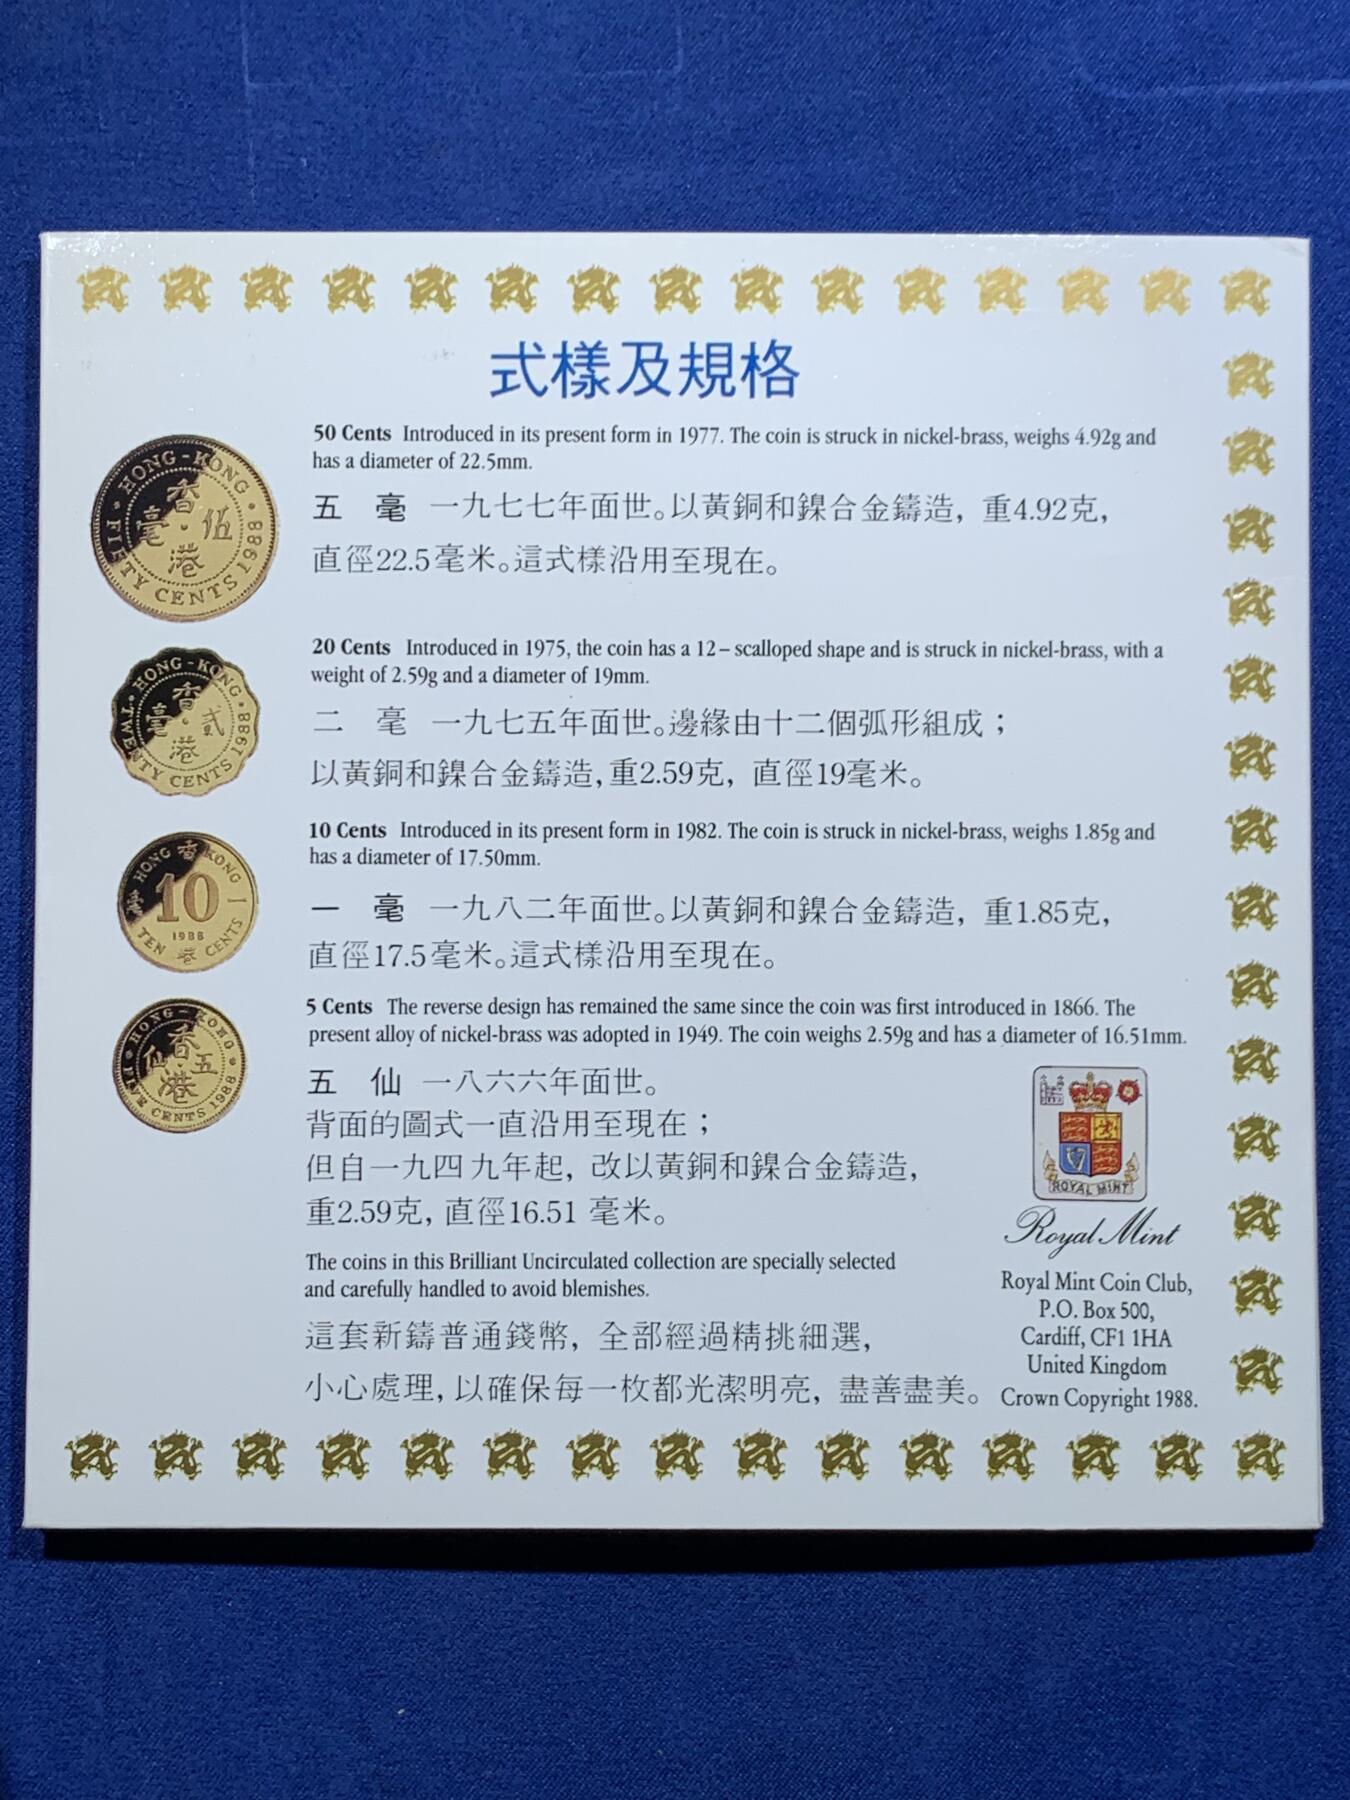 式樣及規格
50 Cents Introduced in its present form in 1977. The coin is struck in nickel-brass, weighs 4.92g and
has a diameter of 22.5mm.
五 毫 一九七七年面世。以黃銅和鎳合金鑄造，重4.92克，
直徑22.5毫米。這式樣沿用至現在。
HONG-KONG
香 港 伍 毫
FIFTY CENTS 1988
20 Cents Introduced in 1975, the coin has a 12–scalloped shape and is struck in nickel-brass, with a
weight of 2.59g and a diameter of 19mm.
二 毫 一九七五年面世。邊緣由十二個弧形組成；
以黃銅和鎳合金鑄造，重2.59克，直徑19毫米。
HONG-KONG
香 港 貳 毫
TWENTY CENTS 1988
10 Cents Introduced in its present form in 1982. The coin is struck in nickel-brass, weighs 1.85g and
has a diameter of 17.50mm.
一 毫 一九八二年面世。以黃銅和鎳合金鑄造，重1.85克，
直徑17.5毫米。這式樣沿用至現在。
HONG 香 KONG
毫 10 一
1988
TEN 港 CENTS
5 Cents The reverse design has remained the same since the coin was first introduced in 1866. The
present alloy of nickel-brass was adopted in 1949. The coin weighs 2.59g and has a diameter of 16.51mm.
五 仙 一八六六年面世。
背面的圖式一直沿用至現在；
但自一九四九年起，改以黃銅和鎳合金鑄造，
重2.59克，直徑16.51 毫米。
HONG-KONG
香 港 五 仙
FIVE CENTS 1988
The coins in this Brilliant Uncirculated collection are specially selected
and carefully handled to avoid blemishes.
這套新鑄普通錢幣，全部經過精挑細選，
小心處理，以確保每一枚都光潔明亮，盡善盡美。
ROYAL MINT
Royal Mint
Royal Mint Coin Club,
P.O. Box 500,
Cardiff, CF1 1HA
United Kingdom
Crown Copyright 1988.